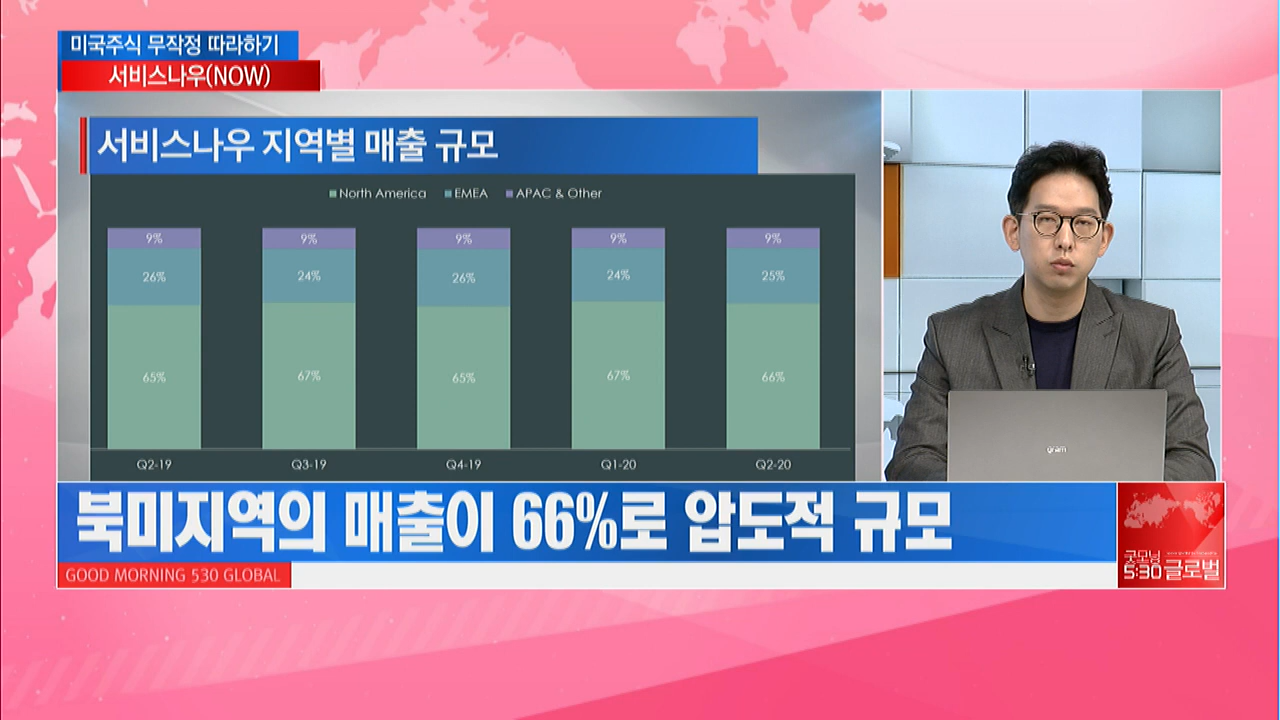 미국주식 무작정 따라하기
서비스나우(NOW)
서비스나우 지역별 매출 규모
North America EMEA APAC & Other
9% 9% 9% 9% 9%
26% 24% 26% 24% 25%
65% 67% 65% 67% 66%
Q2-19 Q3-19 Q4-19 Q1-20 Q2-20
gram
북미지역의 매출이 66%로 압도적 규모
GOOD MORNING 530 GLOBAL
굿모닝
5:30 글로벌